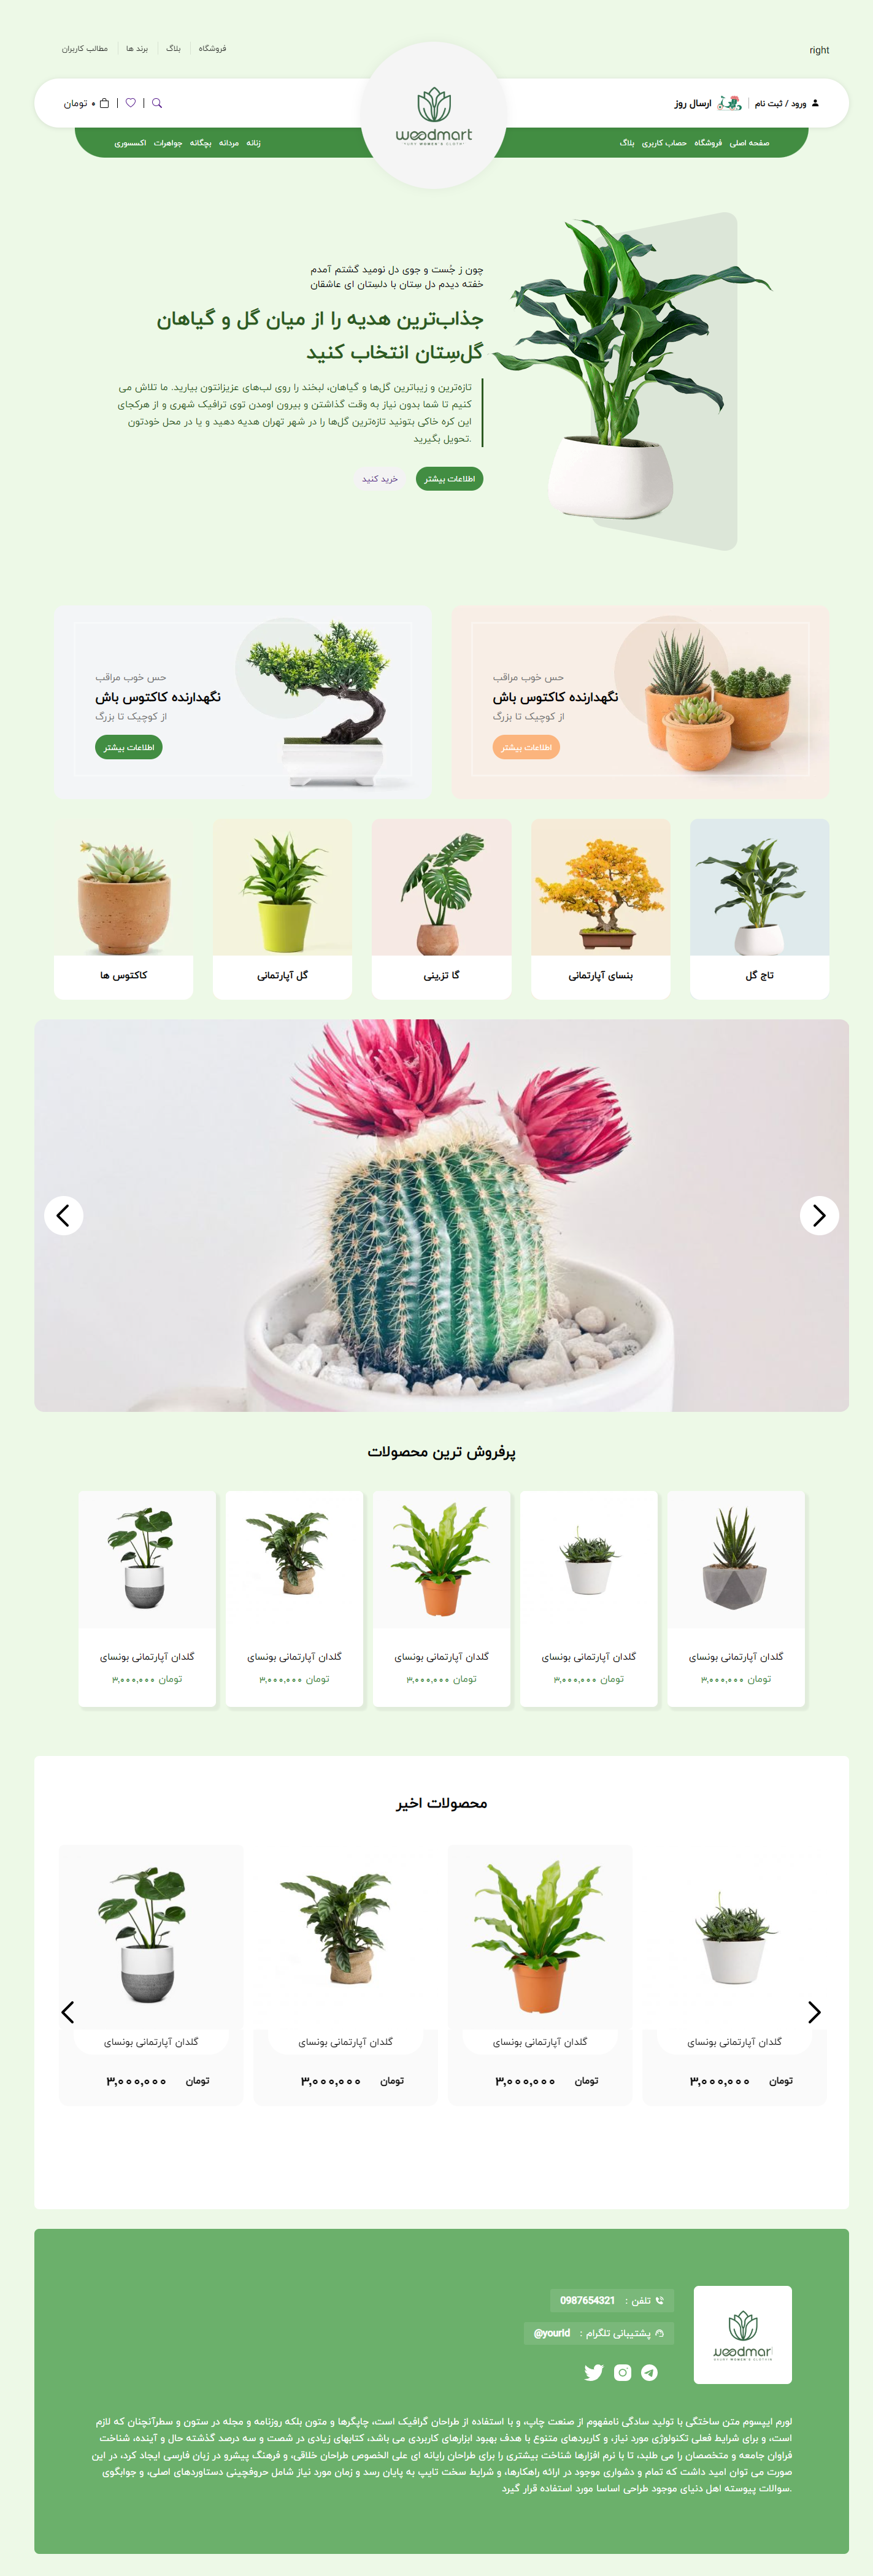 right
فروشگاه
بلاگ
برند ها
مطالب کاربران
ورود / ثبت نام
ارسال روز
۰ تومان
woodmart
صفحه اصلی
فروشگاه
حصاب کاربری
بلاگ
زنانه
مردانه
بچگانه
جواهرات
اکسسوری
چون ز جُست و جوی دل نومید گشتم آمدم
خفته دیدم دل سِتان با دلسِتان ای عاشقان
جذاب‌ترین هدیه را از میان گل و گیاهان
گل‌سِتان انتخاب کنید
تازه‌ترین و زیباترین گل‌ها و گیاهان، لبخند را روی لب‌های عزیزانتون بیارید. ما تلاش می
کنیم تا شما بدون نیاز به وقت گذاشتن و بیرون اومدن توی ترافیک شهری و از هرکجای
این کره خاکی بتونید تازه‌ترین گل‌ها را در شهر تهران هدیه دهید و یا در محل خودتون
تحویل بگیرید.
اطلاعات بیشتر
خرید کنید
حس خوب مراقب
نگهدارنده کاکتوس باش
از کوچیک تا بزرگ
اطلاعات بیشتر
حس خوب مراقب
نگهدارنده کاکتوس باش
از کوچیک تا بزرگ
اطلاعات بیشتر
تاج گل
بنسای آپارتمانی
گا تزیینی
گل آپارتمانی
کاکتوس ها
پرفروش ترین محصولات
گلدان آپارتمانی بونسای
تومان ۳,۰۰۰,۰۰۰
گلدان آپارتمانی بونسای
تومان ۳,۰۰۰,۰۰۰
گلدان آپارتمانی بونسای
تومان ۳,۰۰۰,۰۰۰
گلدان آپارتمانی بونسای
تومان ۳,۰۰۰,۰۰۰
گلدان آپارتمانی بونسای
تومان ۳,۰۰۰,۰۰۰
محصولات اخیر
گلدان آپارتمانی بونسای
تومان ۳,۰۰۰,۰۰۰
گلدان آپارتمانی بونسای
تومان ۳,۰۰۰,۰۰۰
گلدان آپارتمانی بونسای
تومان ۳,۰۰۰,۰۰۰
گلدان آپارتمانی بونسای
تومان ۳,۰۰۰,۰۰۰
woodmar
تلفن : 0987654321
پشتیبانی تلگرام : @yourId
لورم ایپسوم متن ساختگی با تولید سادگی نامفهوم از صنعت چاپ، و با استفاده از طراحان گرافیک است، چاپگرها و متون بلکه روزنامه و مجله در ستون و سطرآنچنان که لازم
است، و برای شرایط فعلی تکنولوژی مورد نیاز، و کاربردهای متنوع با هدف بهبود ابزارهای کاربردی می باشد، کتابهای زیادی در شصت و سه درصد گذشته حال و آینده، شناخت
فراوان جامعه و متخصصان را می طلبد، تا با نرم افزارها شناخت بیشتری را برای طراحان رایانه ای علی الخصوص طراحان خلاقی، و فرهنگ پیشرو در زبان فارسی ایجاد کرد، در این
صورت می توان امید داشت که تمام و دشواری موجود در ارائه راهکارها، و شرایط سخت تایپ به پایان رسد و زمان مورد نیاز شامل حروفچینی دستاوردهای اصلی، و جوابگوی
سوالات پیوسته اهل دنیای موجود طراحی اساسا مورد استفاده قرار گیرد.